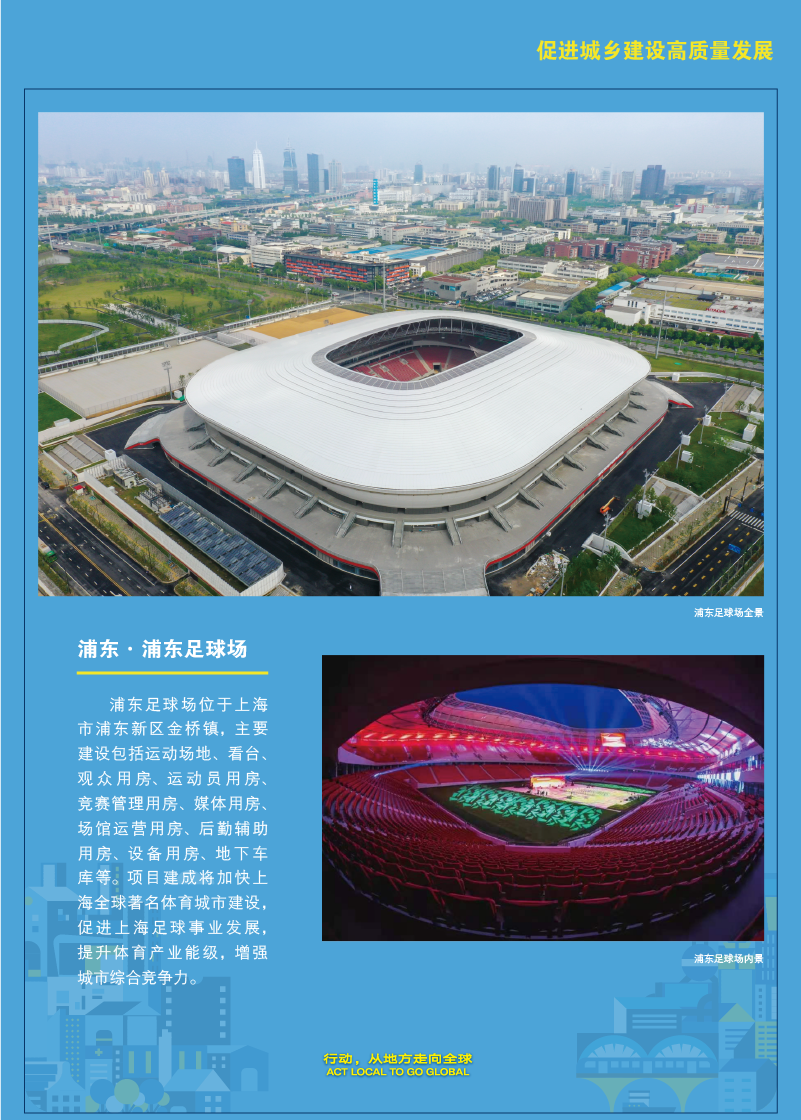 促进城乡建设高质量发展
浦东足球场全景
浦东·浦东足球场
浦东足球场位于上海
市浦东新区金桥镇，主要
建设包括运动场地、看台、
观众用房、运动员用房、
竞赛管理用房、媒体用房、
场馆运营用房、后勤辅助
用房、设备用房、地下车
库等。项目建成将加快上
海全球著名体育城市建设，
促进上海足球事业发展，
提升体育产业能级，增强
城市综合竞争力。
浦东足球场内景
行动，从地方走向全球
ACT LOCAL TO GO GLOBAL